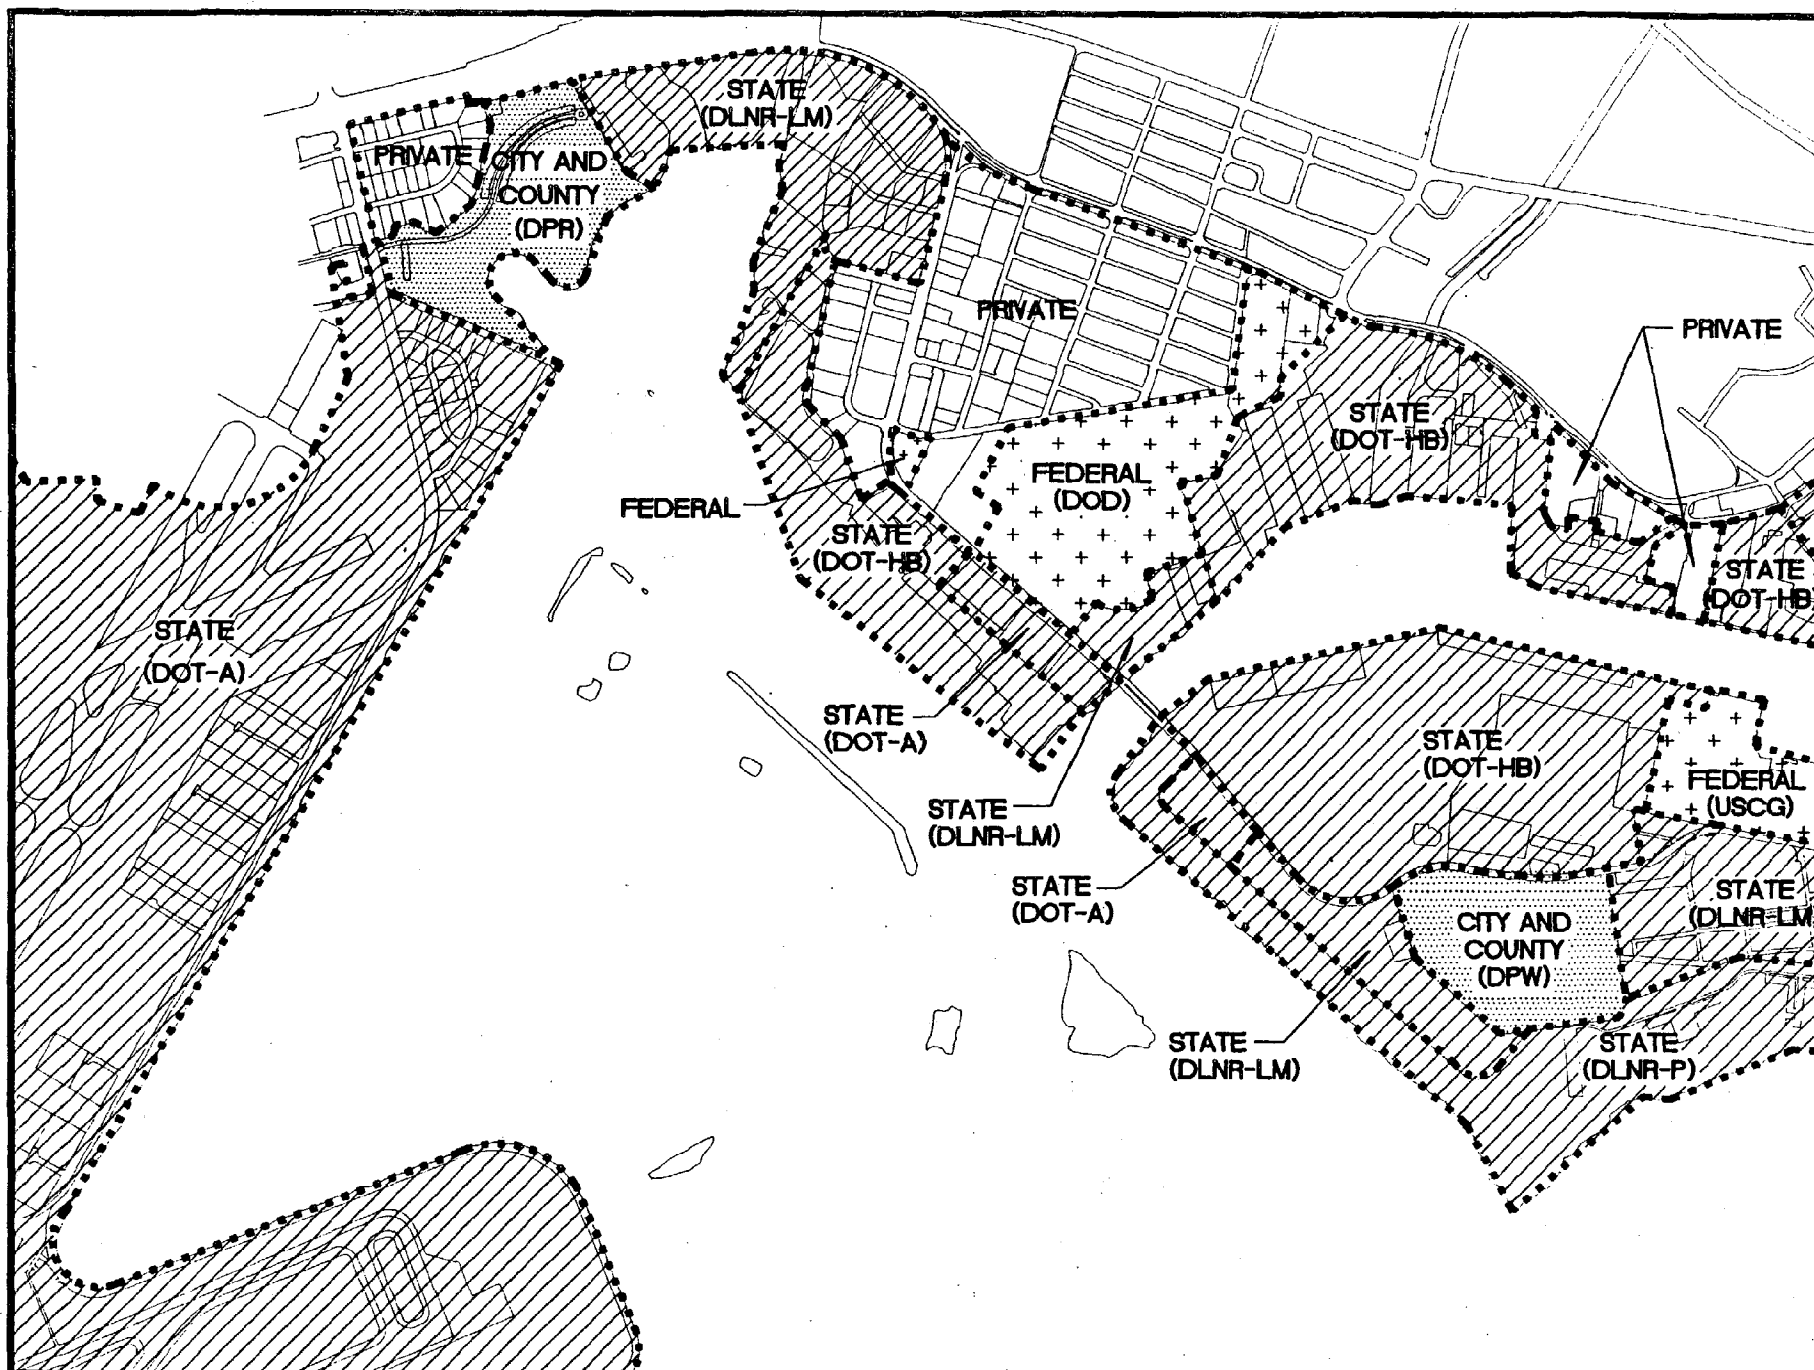 STATE
(DLNR-LM)
PRIVATE
CITY AND
COUNTY
(DPR)
PRIVATE
PRIVATE
STATE
(DOT-HB)
FEDERAL
(DOD)
FEDERAL
STATE
(DOT-HB)
STATE
(DOT-HB)
STATE
(DOT-A)
STATE
(DOT-A)
STATE
(DOT-HB)
FEDERAL
(USCG)
STATE
(DLNR-LM)
STATE
(DOT-A)
STATE
(DLNR-LM
CITY AND
COUNTY
(DPW)
STATE
(DLNR-LM)
STATE
(DLNR-P)